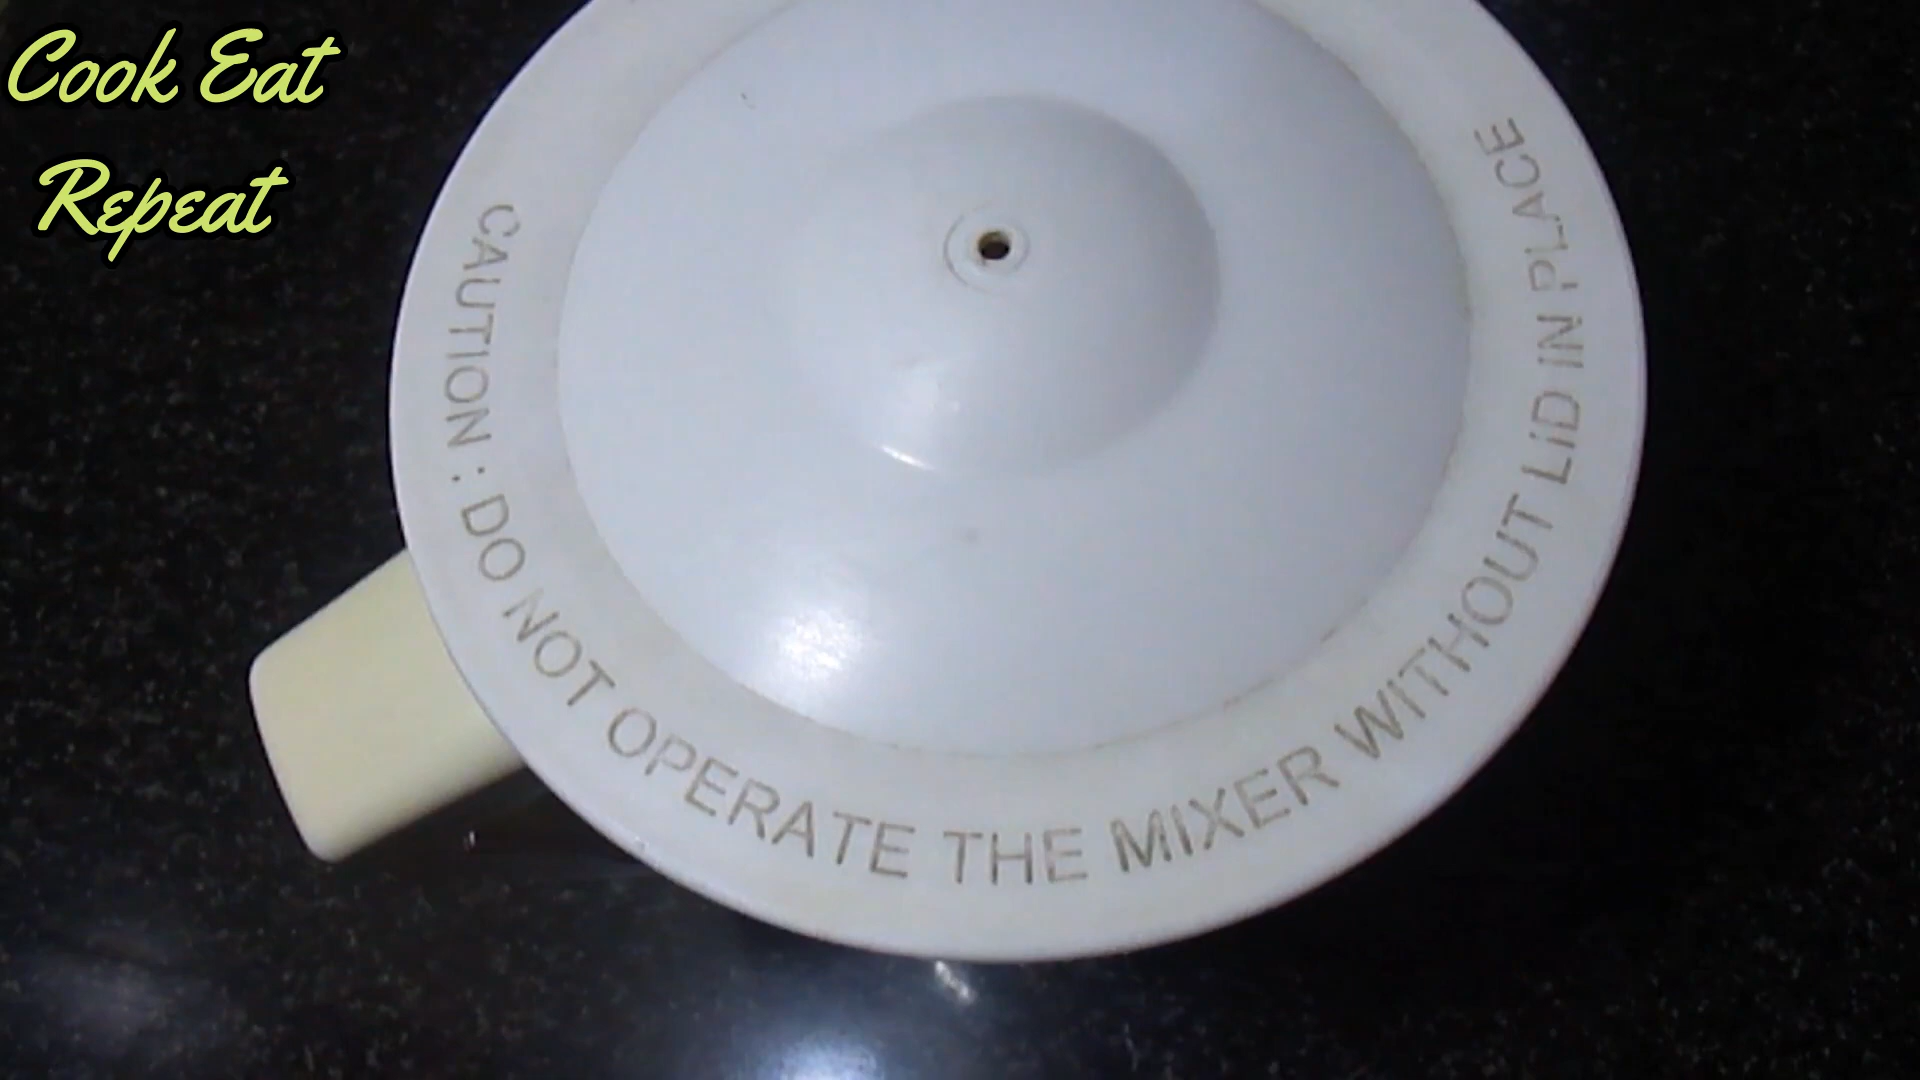 Cook Eat
Repeat
CAUTION : DO NOT OPERATE THE MIXER WITHOUT LID IN PLACE